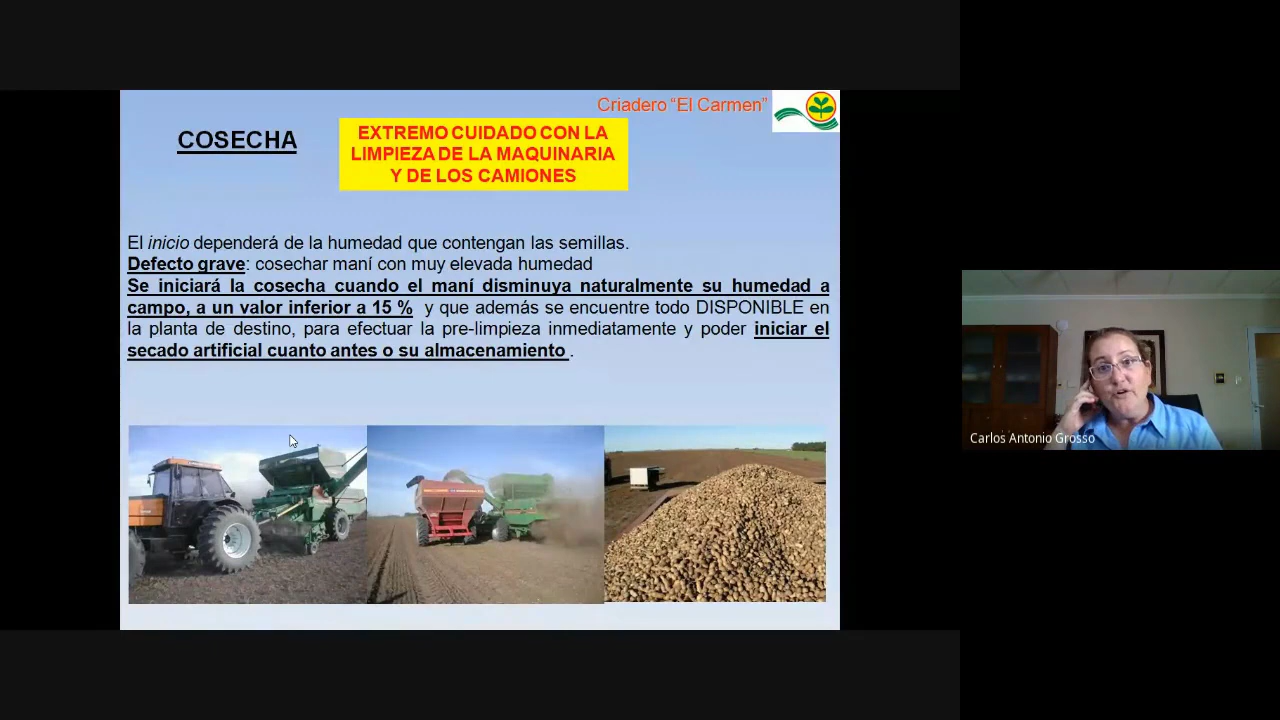 Criadero “El Carmen”
COSECHA
EXTREMO CUIDADO CON LA
LIMPIEZA DE LA MAQUINARIA
Y DE LOS CAMIONES
El inicio dependerá de la humedad que contengan las semillas.
Defecto grave: cosechar maní con muy elevada humedad
Se iniciará la cosecha cuando el maní disminuya naturalmente su humedad a
campo, a un valor inferior a 15 % y que además se encuentre todo DISPONIBLE en
la planta de destino, para efectuar la pre-limpieza inmediatamente y poder iniciar el
secado artificial cuanto antes o su almacenamiento .
Carlos Antonio Grosso